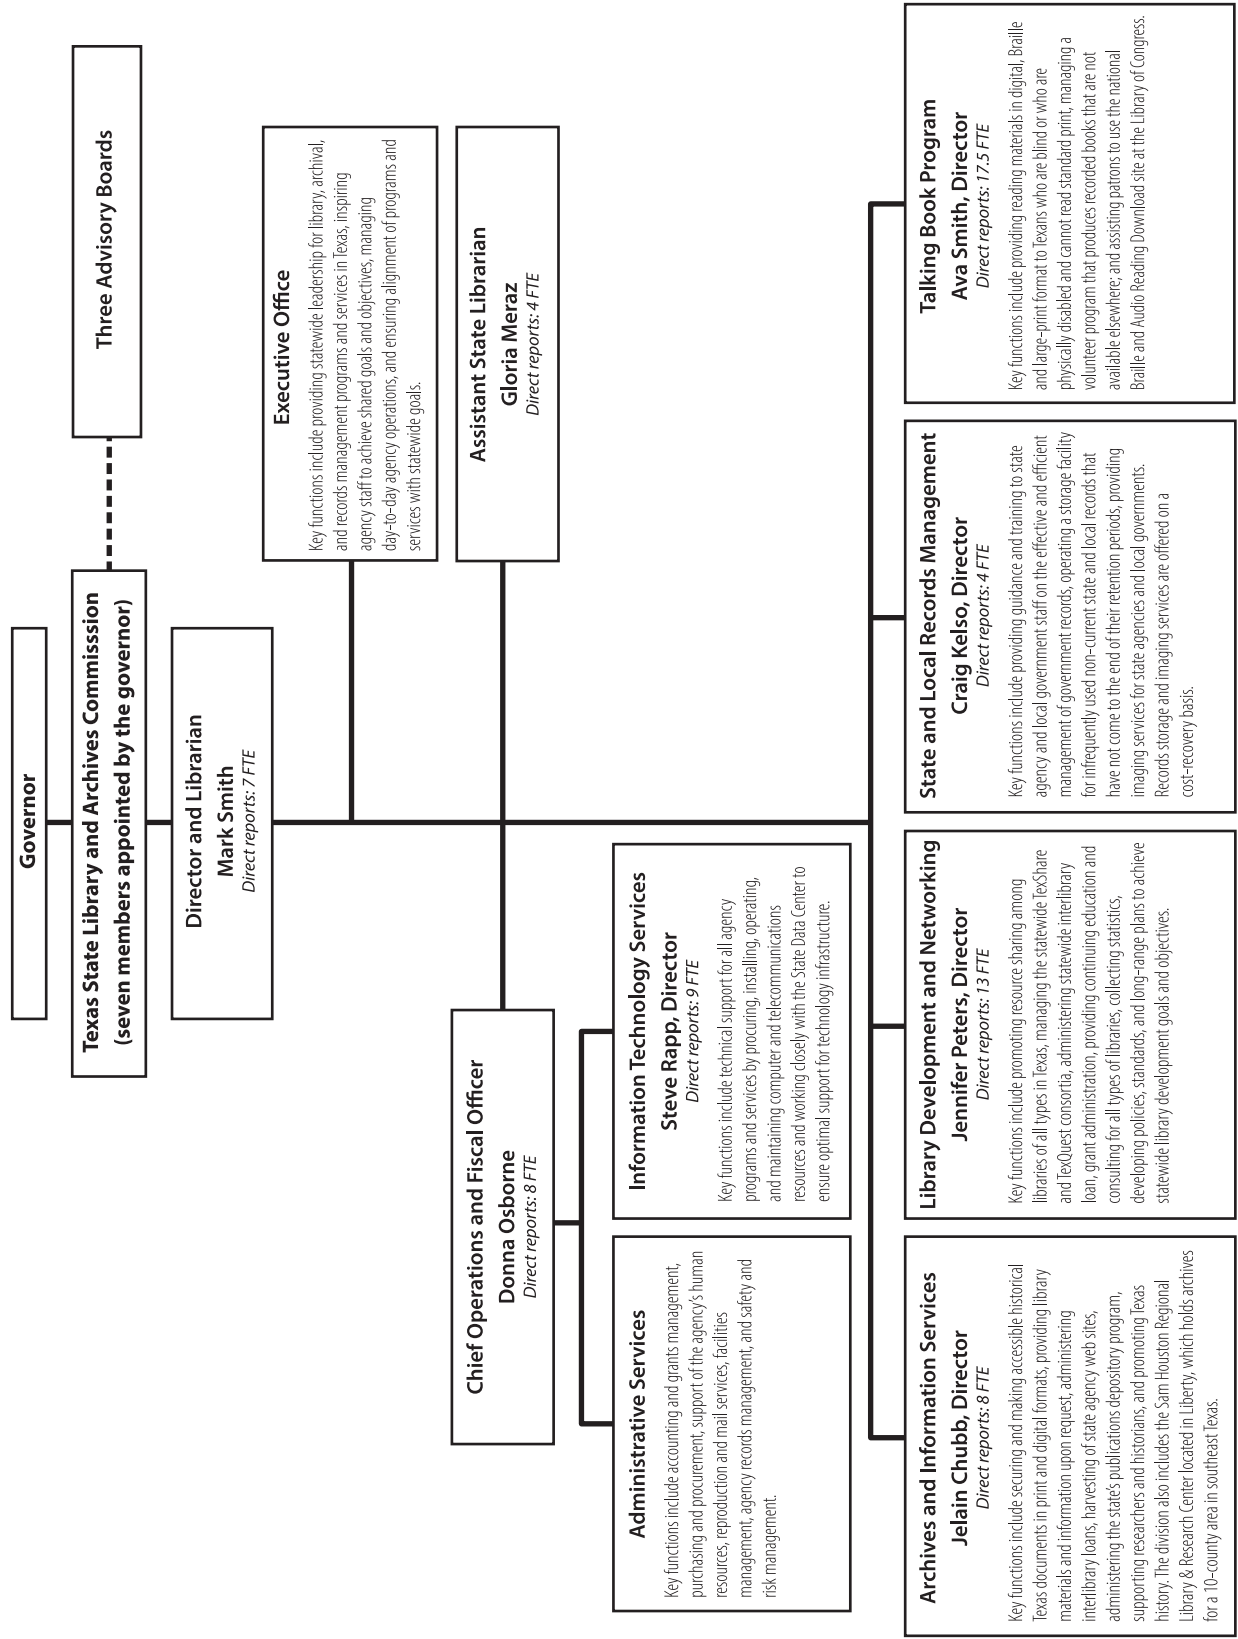 Governor
Texas State Library and Archives Commisssion
(seven members appointed by the governor)
Three Advisory Boards
Director and Librarian
Mark Smith
Direct reports: 7 FTE
Executive Office
Key functions include providing statewide leadership for library, archival,
and records management programs and services in Texas, inspiring
agency staff to achieve shared goals and objectives, managing
day-to-day agency operations, and ensuring alignment of programs and
services with statewide goals.
Chief Operations and Fiscal Officer
Donna Osborne
Direct reports: 8 FTE
Assistant State Librarian
Gloria Meraz
Direct reports: 4 FTE
Administrative Services
Key functions include accounting and grants management,
purchasing and procurement, support of the agency's human
resources, reproduction and mail services, facilities
management, agency records management, and safety and
risk management.
Information Technology Services
Steve Rapp, Director
Direct reports: 9 FTE
Key functions include technical support for all agency
programs and services by procuring, installing, operating,
and maintaining computer and telecommunications
resources and working closely with the State Data Center to
ensure optimal support for technology infrastructure.
Archives and Information Services
Jelain Chubb, Director
Direct reports: 8 FTE
Key functions include securing and making accessible historical
Texas documents in print and digital formats, providing library
materials and information upon request, administering
interlibrary loans, harvesting of state agency web sites,
administering the state's publications depository program,
supporting researchers and historians, and promoting Texas
history. The division also includes the Sam Houston Regional
Library & Research Center located in Liberty, which holds archives
for a 10-county area in southeast Texas.
Library Development and Networking
Jennifer Peters, Director
Direct reports: 13 FTE
Key functions include promoting resource sharing among
libraries of all types in Texas, managing the statewide TexShare
and TexQuest consortia, administering statewide interlibrary
loan, grant administration, providing continuing education and
consulting for all types of libraries, collecting statistics,
developing policies, standards, and long-range plans to achieve
statewide library development goals and objectives.
State and Local Records Management
Craig Kelso, Director
Direct reports: 4 FTE
Key functions include providing guidance and training to state
agency and local government staff on the effective and efficient
management of government records, operating a storage facility
for infrequently used non-current state and local records that
have not come to the end of their retention periods, providing
imaging services for state agencies and local governments.
Records storage and imaging services are offered on a
cost-recovery basis.
Talking Book Program
Ava Smith, Director
Direct reports: 17.5 FTE
Key functions include providing reading materials in digital, Braille
and large-print format to Texans who are blind or who are
physically disabled and cannot read standard print, managing a
volunteer program that produces recorded books that are not
available elsewhere; and assisting patrons to use the national
Braille and Audio Reading Download site at the Library of Congress.